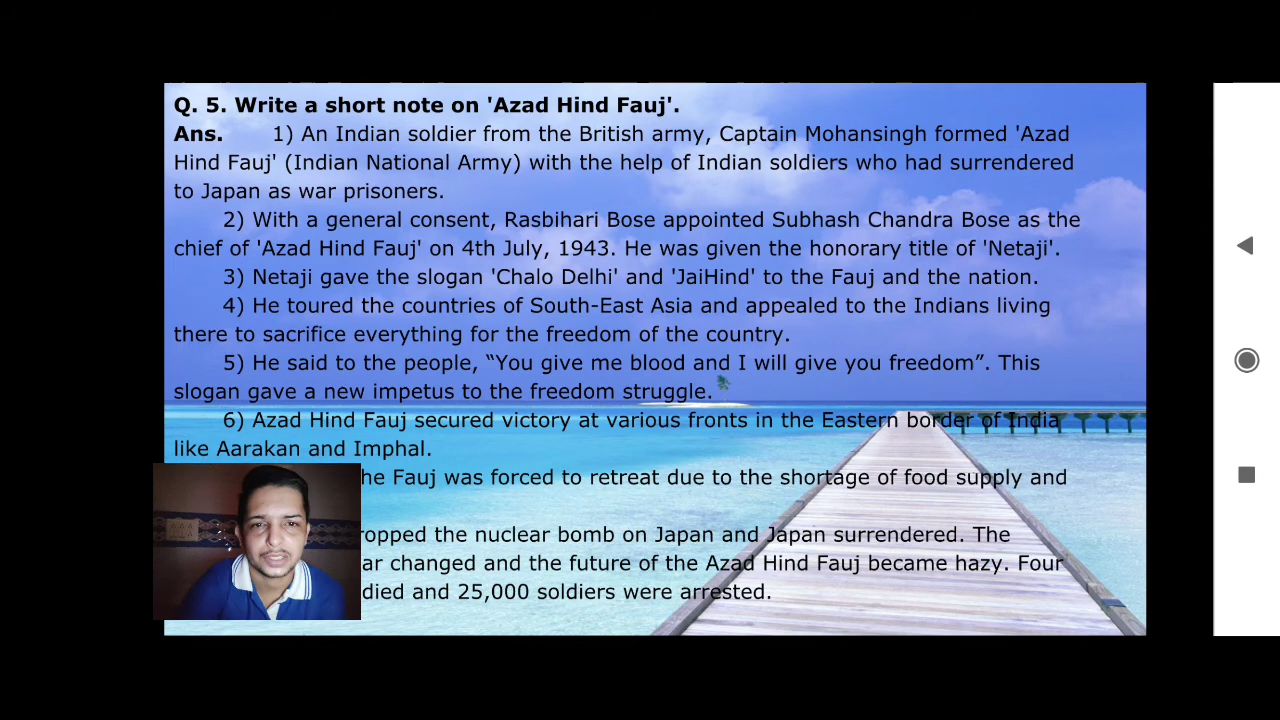 Q. 5. Write a short note on 'Azad Hind Fauj'.
Ans. 1) An Indian soldier from the British army, Captain Mohansingh formed 'Azad
Hind Fauj' (Indian National Army) with the help of Indian soldiers who had surrendered
to Japan as war prisoners.
2) With a general consent, Rasbihari Bose appointed Subhash Chandra Bose as the
chief of 'Azad Hind Fauj' on 4th July, 1943. He was given the honorary title of 'Netaji'.
3) Netaji gave the slogan 'Chalo Delhi' and 'JaiHind' to the Fauj and the nation.
4) He toured the countries of South-East Asia and appealed to the Indians living
there to sacrifice everything for the freedom of the country.
5) He said to the people, “You give me blood and I will give you freedom”. This
slogan gave a new impetus to the freedom struggle.
6) Azad Hind Fauj secured victory at various fronts in the Eastern border of India
like Aarakan and Imphal.
he Fauj was forced to retreat due to the shortage of food supply and
ropped the nuclear bomb on Japan and Japan surrendered. The
ar changed and the future of the Azad Hind Fauj became hazy. Four
died and 25,000 soldiers were arrested.